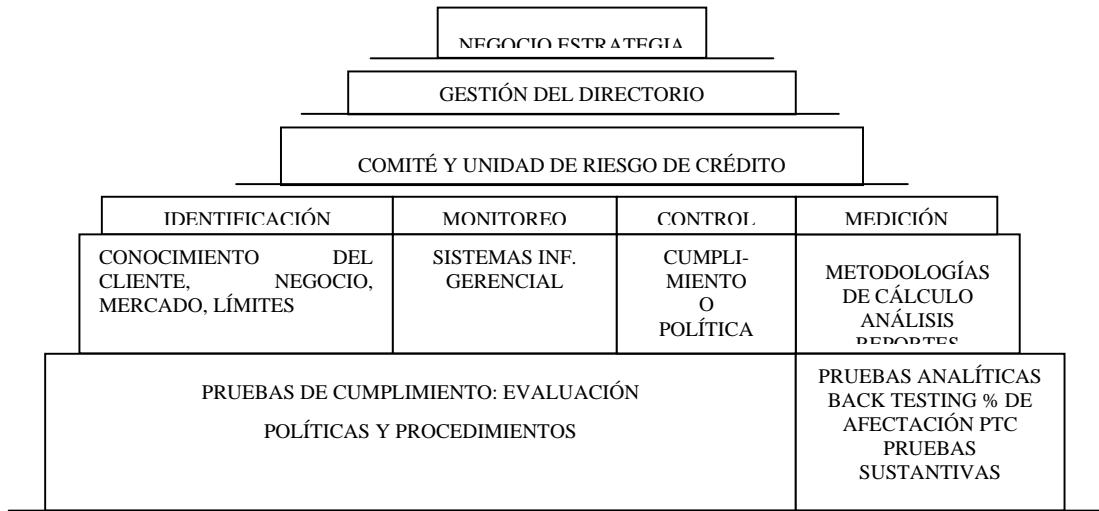 NEGOCIO ESTRATEGIA
GESTIÓN DEL DIRECTORIO
COMITÉ Y UNIDAD DE RIESGO DE CRÉDITO
IDENTIFICACIÓN
MONITOREO
CONTROL
MEDICIÓN
CONOCIMIENTO DEL
CLIENTE, NEGOCIO,
MERCADO, LÍMITES
SISTEMAS INF.
GERENCIAL
CUMPLI-
MIENTO
O
POLÍTICA
METODOLOGÍAS
DE CÁLCULO
ANÁLISIS
REPORTES
PRUEBAS DE CUMPLIMIENTO: EVALUACIÓN
POLÍTICAS Y PROCEDIMIENTOS
PRUEBAS ANALÍTICAS
BACK TESTING % DE
AFECTACIÓN PTC
PRUEBAS
SUSTANTIVAS